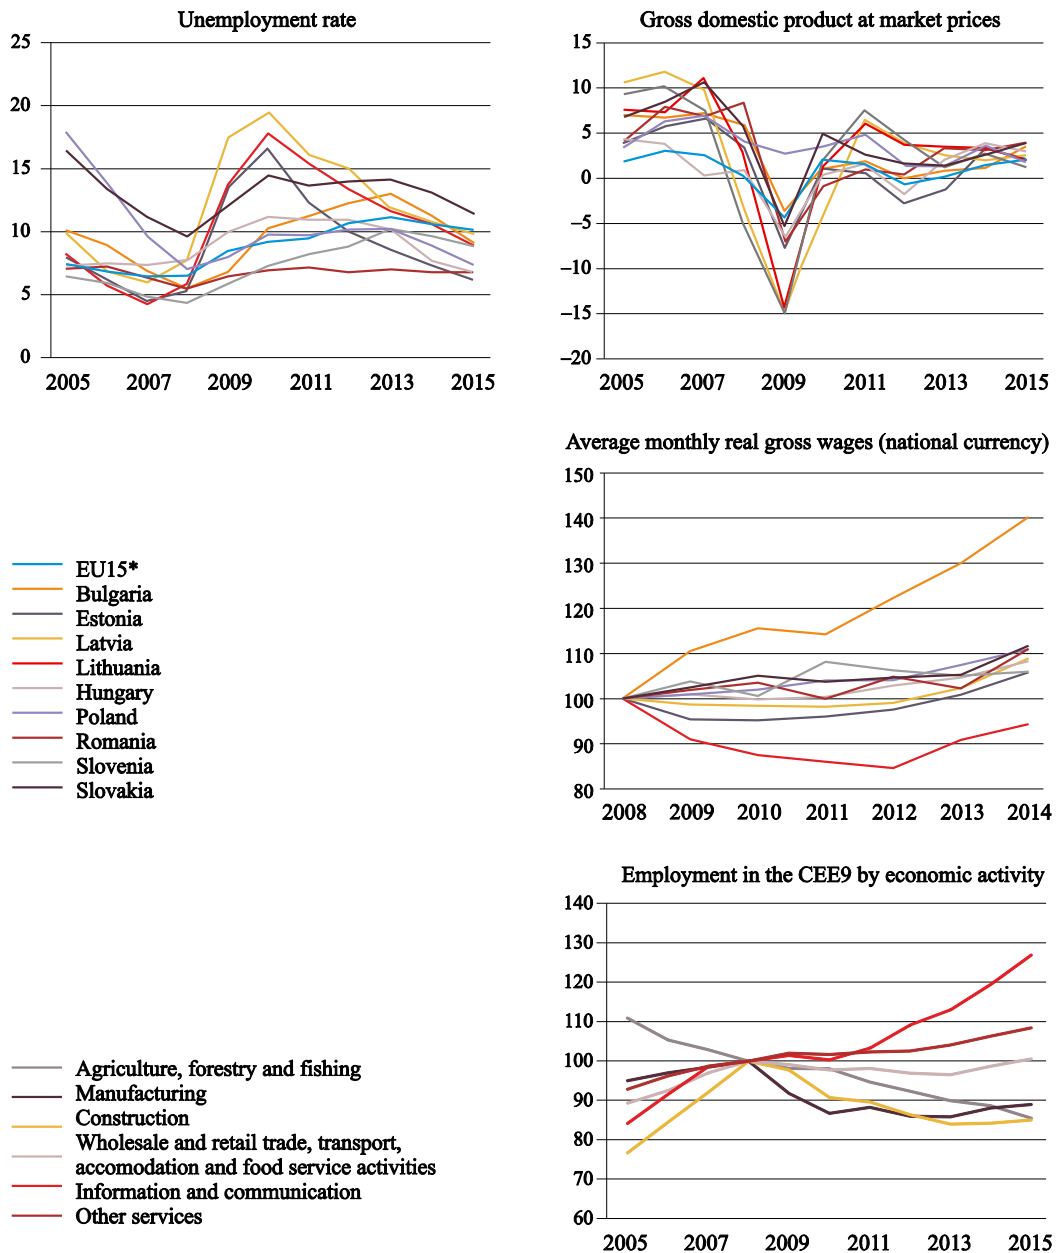 Unemployment rate
25
20
15
10
5
0
2005 2007 2009 2011 2013 2015
Gross domestic product at market prices
15
10
5
0
–5
–10
–15
–20
2005 2007 2009 2011 2013 2015
Average monthly real gross wages (national currency)
150
140
130
120
110
100
90
80
2008 2009 2010 2011 2012 2013 2014
EU15*
Bulgaria
Estonia
Latvia
Lithuania
Hungary
Poland
Romania
Slovenia
Slovakia
Employment in the CEE9 by economic activity
140
130
120
110
100
90
80
70
60
2005 2007 2009 2011 2013 2015
Agriculture, forestry and fishing
Manufacturing
Construction
Wholesale and retail trade, transport,
accomodation and food service activities
Information and communication
Other services